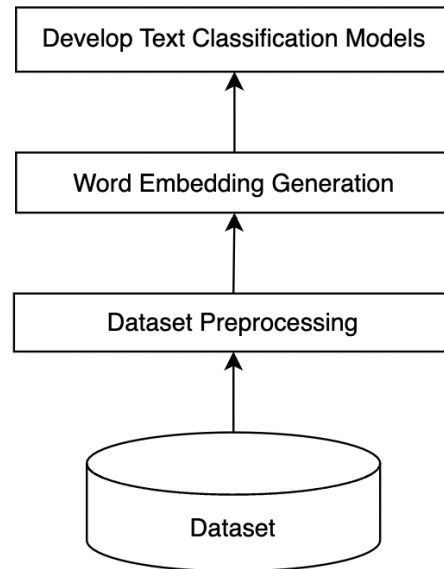 Develop Text Classification Models
Word Embedding Generation
Dataset Preprocessing
Dataset